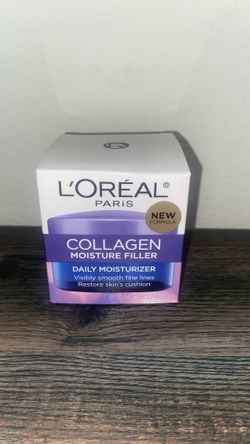 L'ORÉAL®
PARIS
NEW
FORMULA
COLLAGEN
MOISTURE FILLER
DAILY MOISTURIZER
Visibly smooth fine lines
Restore skin's cushion